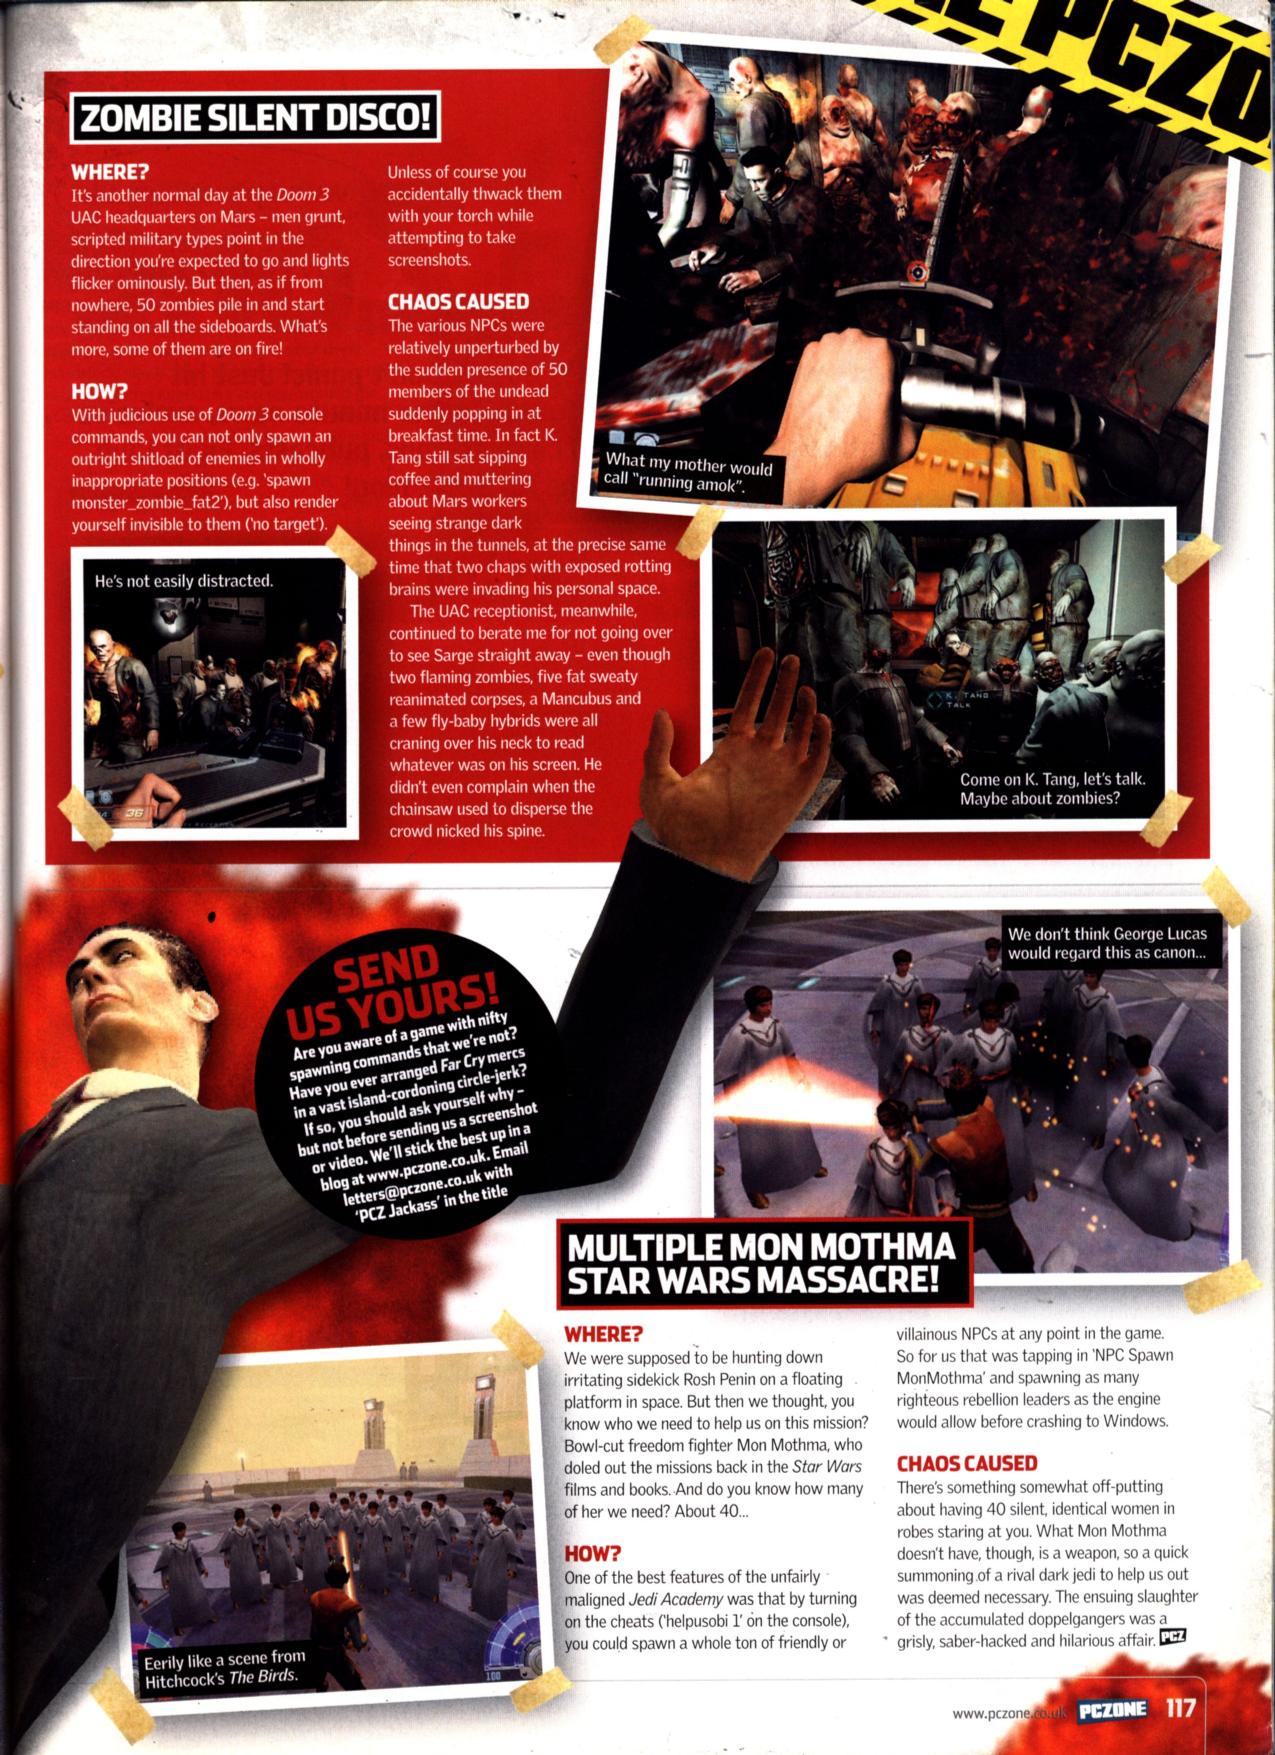 THE PCZO
ZOMBIE SILENT DISCO!
WHERE?
It's another normal day at the Doom 3
UAC headquarters on Mars – men grunt,
scripted military types point in the
direction you're expected to go and lights
flicker ominously. But then, as if from
nowhere, 50 zombies pile in and start
standing on all the sideboards. What's
more, some of them are on fire!
HOW?
With judicious use of Doom 3 console
commands, you can not only spawn an
outright shitload of enemies in wholly
inappropriate positions (e.g. 'spawn
monster_zombie_fat2'), but also render
yourself invisible to them ('no target').
Unless of course you
accidentally thwack them
with your torch while
attempting to take
screenshots.
CHAOS CAUSED
The various NPCs were
relatively unperturbed by
the sudden presence of 50
members of the undead
suddenly popping in at
breakfast time. In fact K.
Tang still sat sipping
coffee and muttering
about Mars workers
seeing strange dark
things in the tunnels, at the precise same
time that two chaps with exposed rotting
brains were invading his personal space.
The UAC receptionist, meanwhile,
continued to berate me for not going over
to see Sarge straight away – even though
two flaming zombies, five fat sweaty
reanimated corpses, a Mancubus and
a few fly-baby hybrids were all
craning over his neck to read
whatever was on his screen. He
didn't even complain when the
chainsaw used to disperse the
crowd nicked his spine.
What my mother would
call "running amok".
He's not easily distracted.
36
K. TANG
TALK
Come on K. Tang, let's talk.
Maybe about zombies?
SEND
US YOURS!
Are you aware of a game with nifty
spawning commands that we're not?
Have you ever arranged Far Cry mercs
in a vast island-cordoning circle-jerk?
If so, you should ask yourself why –
but not before sending us a screenshot
or video. We'll stick the best up in a
blog at www.pczone.co.uk. Email
letters@pczone.co.uk with
'PCZ Jackass' in the title
We don't think George Lucas
would regard this as canon...
MULTIPLE MON MOTHMA
STAR WARS MASSACRE!
WHERE?
We were supposed to be hunting down
irritating sidekick Rosh Penin on a floating
platform in space. But then we thought, you
know who we need to help us on this mission?
Bowl-cut freedom fighter Mon Mothma, who
doled out the missions back in the Star Wars
films and books. And do you know how many
of her we need? About 40...
HOW?
One of the best features of the unfairly
maligned Jedi Academy was that by turning
on the cheats ('helpusobi 1' on the console),
you could spawn a whole ton of friendly or
villainous NPCs at any point in the game.
So for us that was tapping in 'NPC Spawn
MonMothma' and spawning as many
righteous rebellion leaders as the engine
would allow before crashing to Windows.
CHAOS CAUSED
There's something somewhat off-putting
about having 40 silent, identical women in
robes staring at you. What Mon Mothma
doesn't have, though, is a weapon, so a quick
summoning of a rival dark jedi to help us out
was deemed necessary. The ensuing slaughter
of the accumulated doppelgangers was a
grisly, saber-hacked and hilarious affair. PCZ
Eerily like a scene from
Hitchcock's The Birds.
100
www.pczone.co.uk PCZONE 117